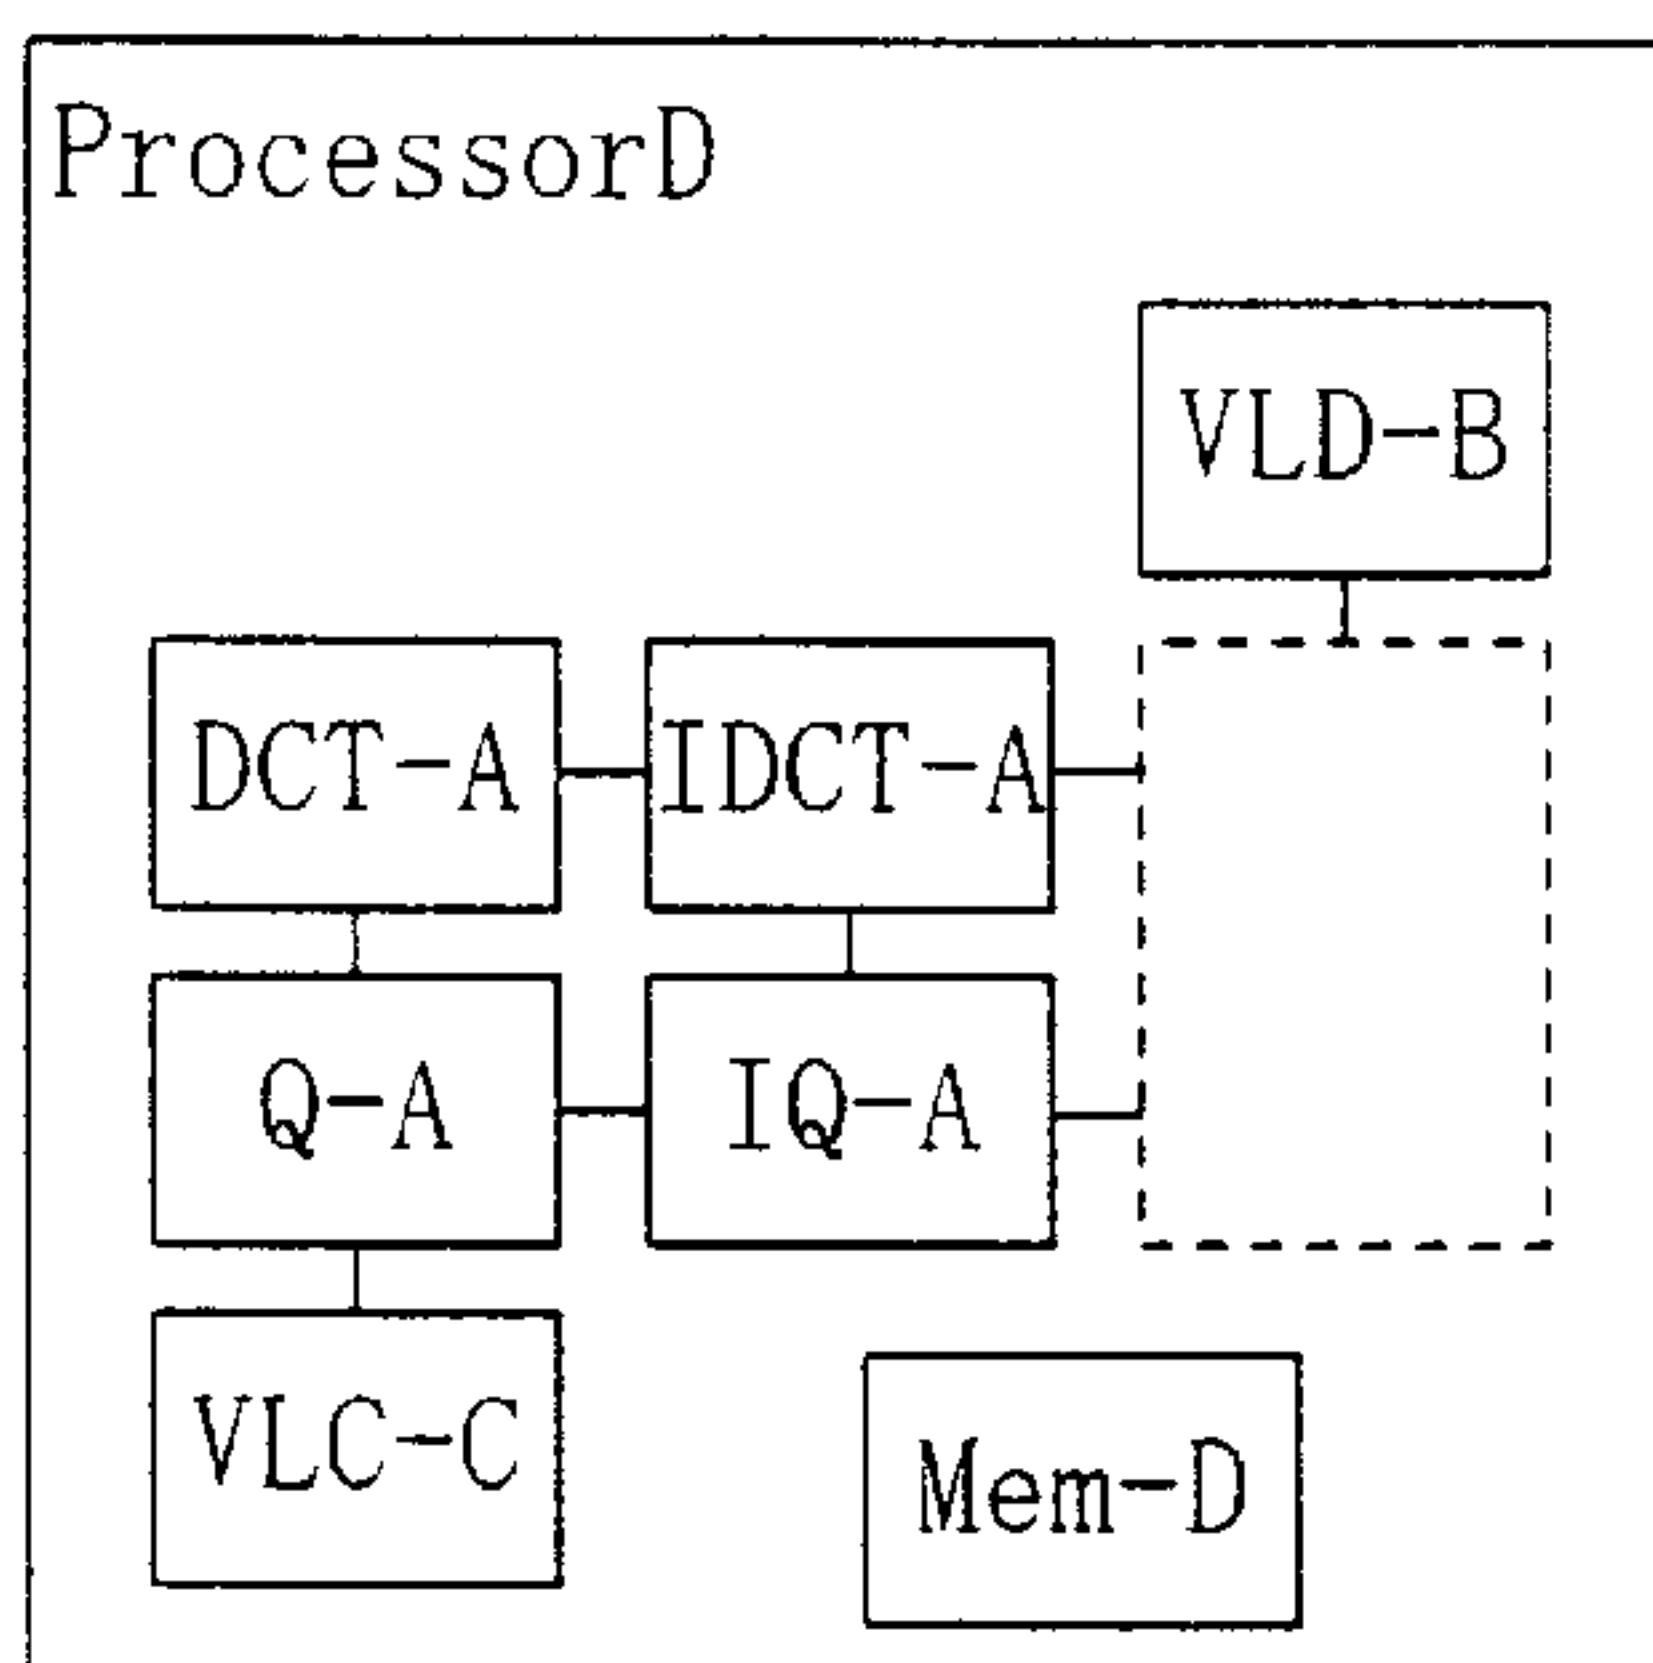 ProcessorD
VLD-B
DCT-A
IDCT-A
Q-A
IQ-A
VLC-C
Mem-D